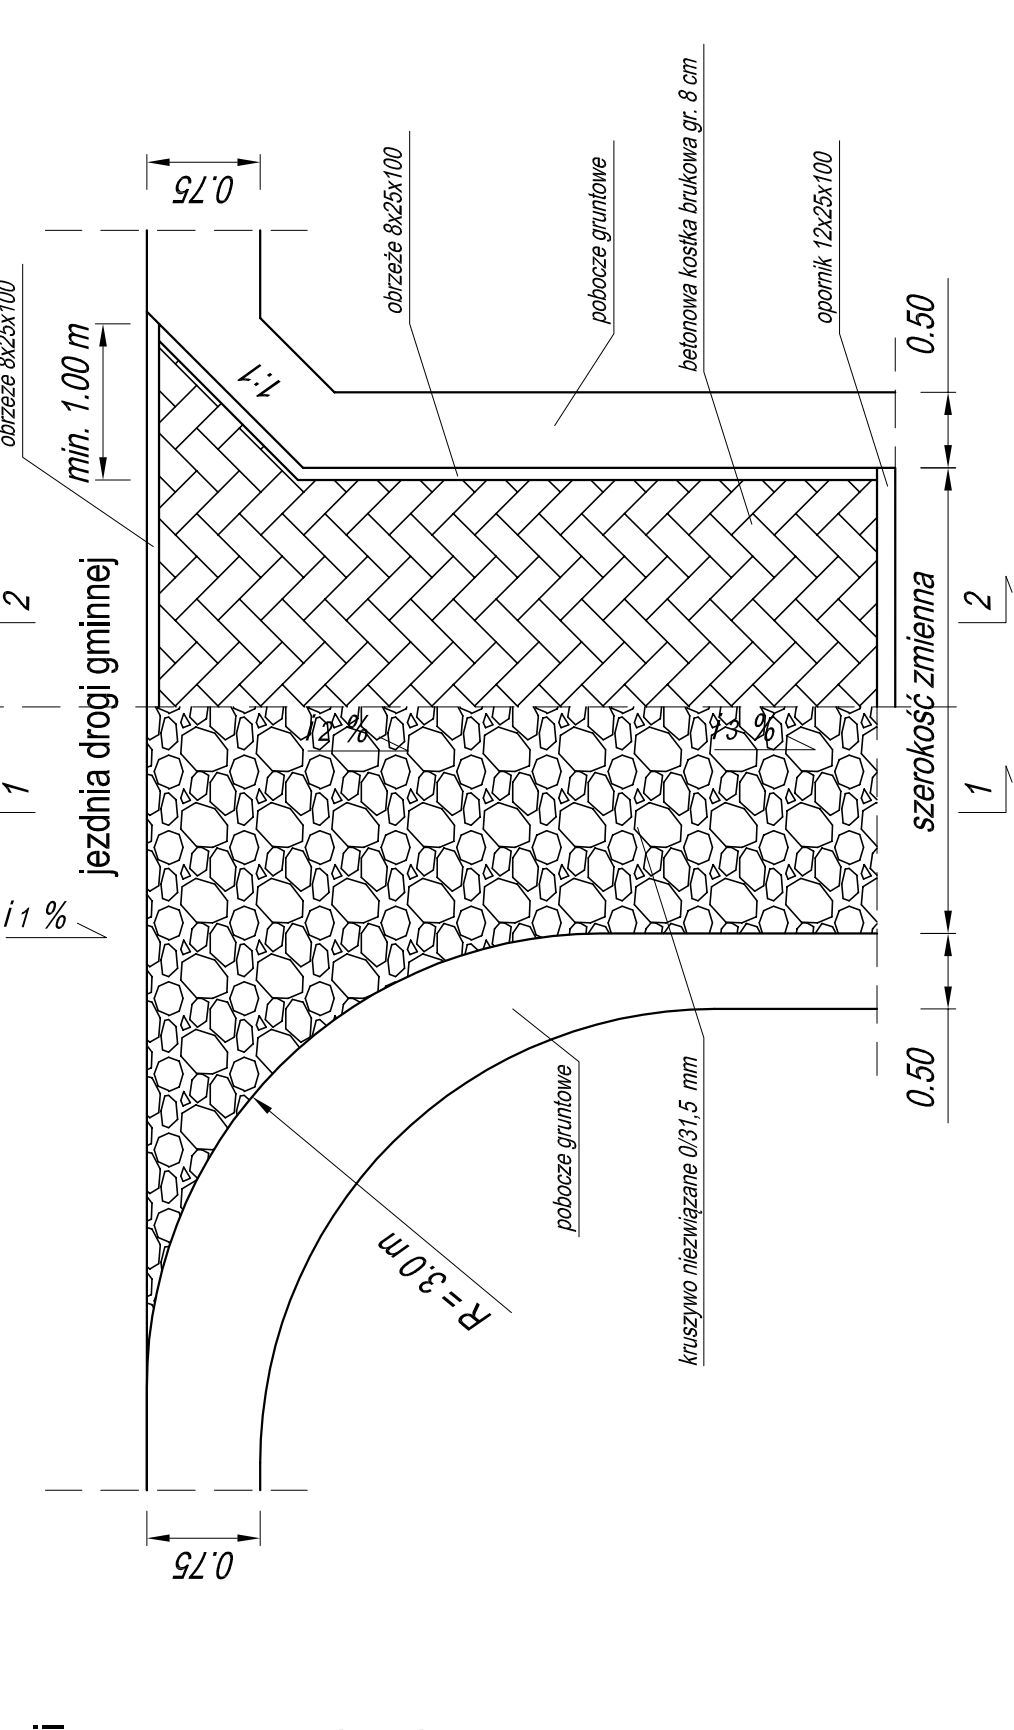 obrzeże 8x25x100
min. 1.00 m
0.75
1:1
obrzeże 8x25x100
pobocze gruntowe
betonowa kostka brukowa gr. 8 cm
opornik 12x25x100
0.50
2
2
jezdnia drogi gminnej
szerokość zmienna
i2 %
i3 %
1
1
i1 %
0.50
pobocze gruntowe
kruszywo niezwiązane 0/31,5 mm
R=3.0m
0.75